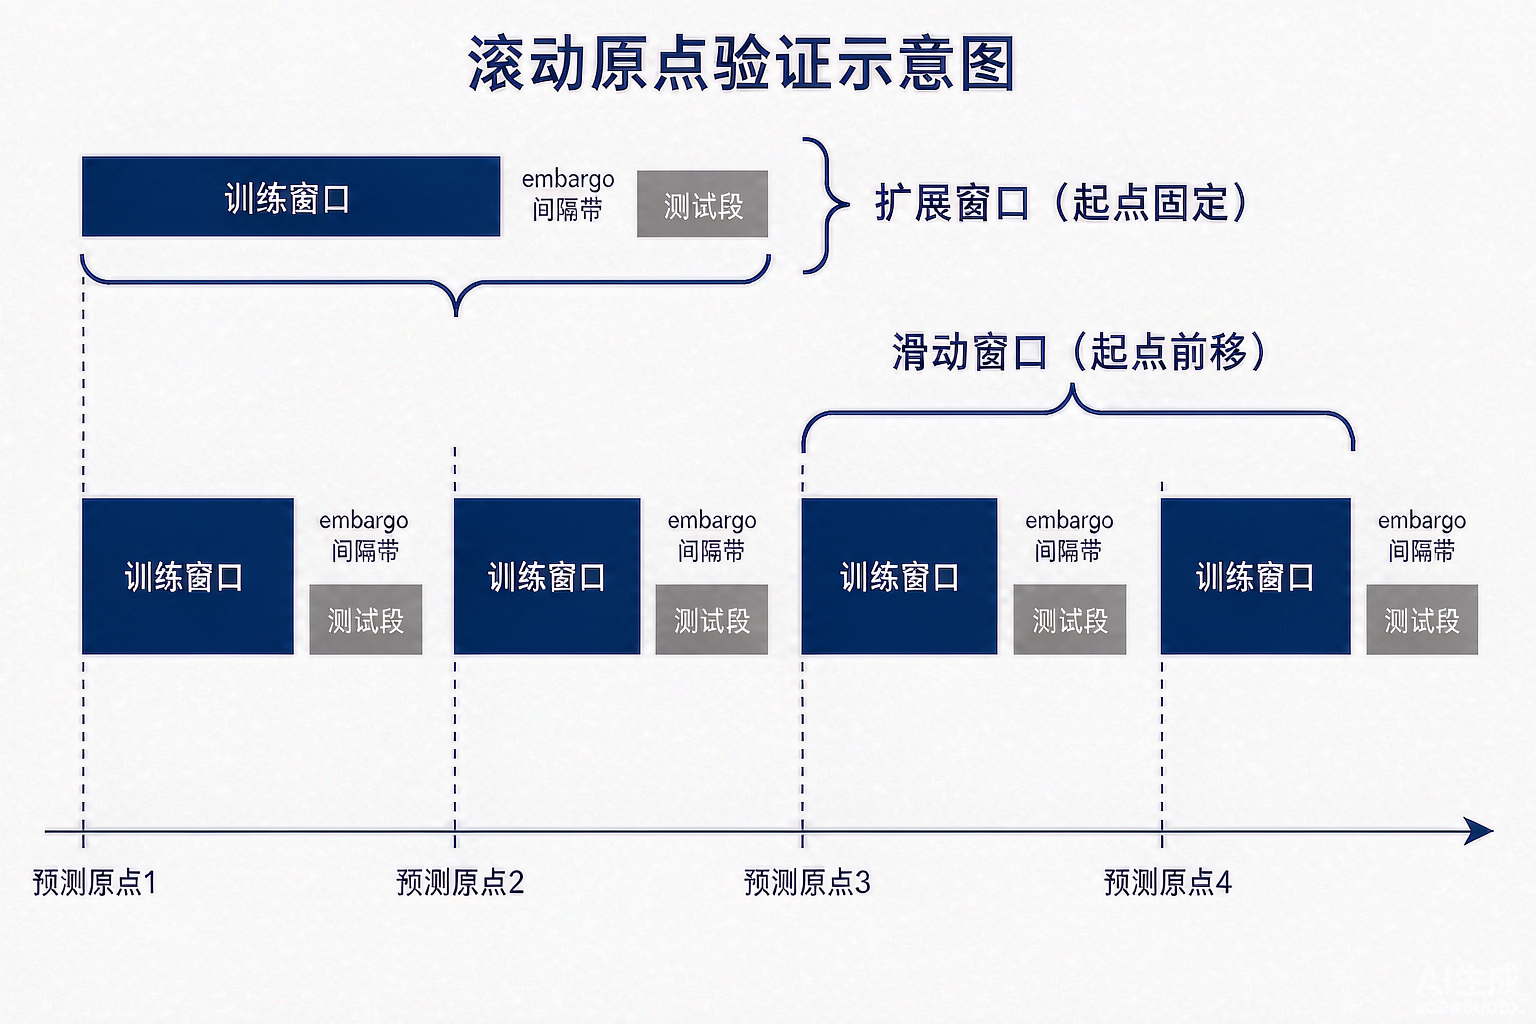 滚动原点验证示意图
训练窗口
embargo
间隔带
测试段
扩展窗口（起点固定）
滑动窗口（起点前移）
训练窗口
embargo
间隔带
测试段
训练窗口
embargo
间隔带
测试段
训练窗口
embargo
间隔带
测试段
训练窗口
embargo
间隔带
测试段
预测原点1
预测原点2
预测原点3
预测原点4
AI生成